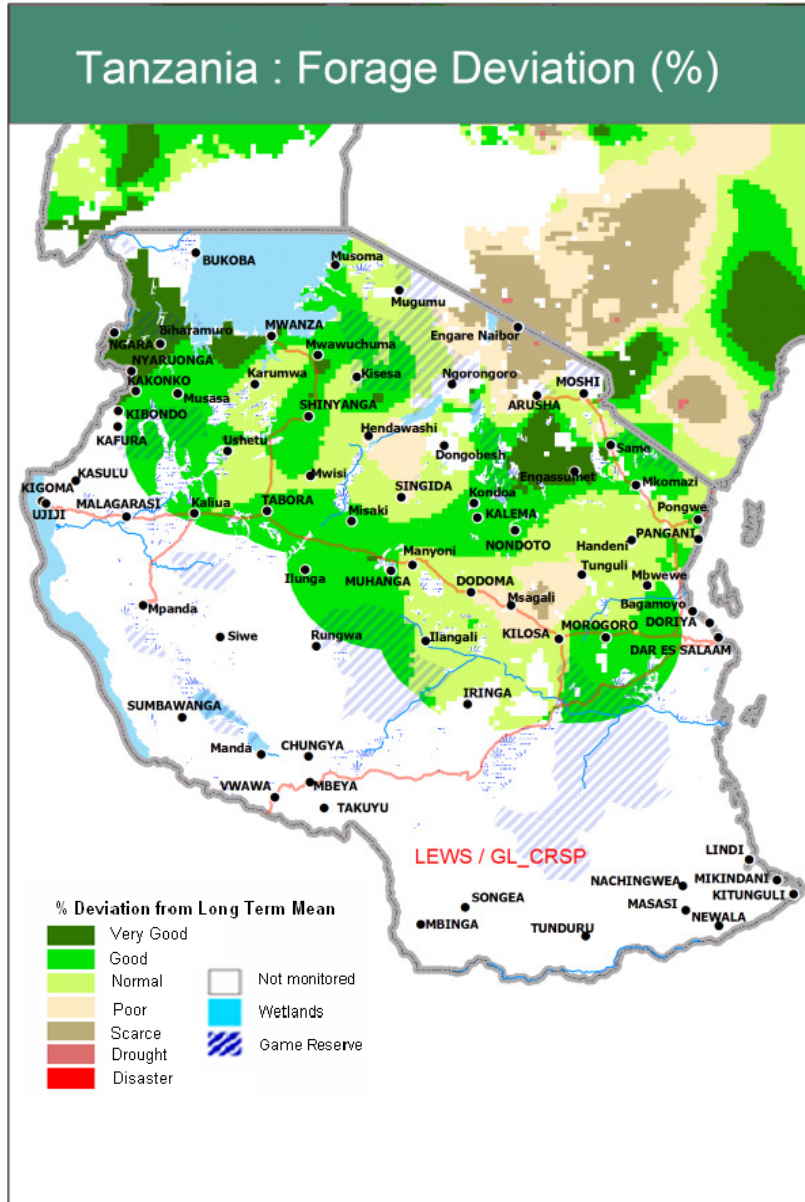 Tanzania : Forage Deviation (%)
BUKOBA
Musoma
Mugumu
NGARA
Biharamuro
MWANZA
Engare Naibor
NYARUONGA
Mwawuchuma
KAKONKO
Musasa
Karumwa
Kisesa
Ngorongoro
MOSHI
ARUSHA
KIBONDO
SHINYANGA
KAFURA
Ushetu
Hendawashi
Dongobesh
Same
KASULU
Mwisi
SINGIDA
Engassumet
Mkomazi
KIGOMA
UJIJI
MALAGARASI
Kaliua
TABORA
Misaki
Kondoa
KALEMA
NONDOTO
Pongwe
Handeni
PANGANI
Ilunga
MUHANGA
Manyoni
DODOMA
Tunguli
Mbwewe
Mpanda
Msagali
Bagamoyo
Siwe
Rungwa
Ilangali
KILOSA
MOROGORO
DORIYA
DAR ES SALAAM
SUMBAWANGA
IRINGA
Manda
CHUNGYA
VWAWA
MBEYA
TAKUYU
LEWS / GL_CRSP
LINDI
NACHINGWEA
MIKINDANI
KITUNGULI
SONGEA
MASASI
MBINGA
TUNDURU
NEWALA
% Deviation from Long Term Mean
Very Good
Good
Normal
Poor
Scarce
Drought
Disaster
Not monitored
Wetlands
Game Reserve